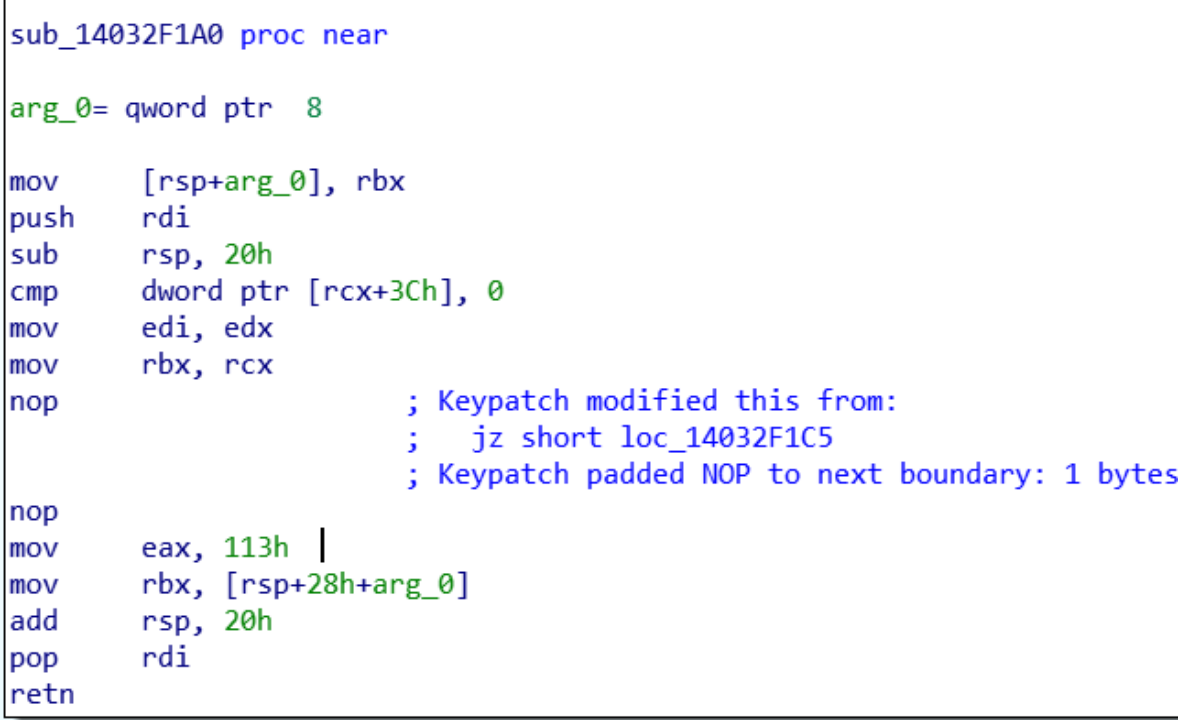 sub_14032F1A0 proc near
arg_0= qword ptr  8
mov     [rsp+arg_0], rbx
push    rdi
sub     rsp, 20h
cmp     dword ptr [rcx+3Ch], 0
mov     edi, edx
mov     rbx, rcx
nop                     ; Keypatch modified this from:
                        ;   jz short loc_14032F1C5
                        ; Keypatch padded NOP to next boundary: 1 bytes
nop
mov     eax, 113h
mov     rbx, [rsp+28h+arg_0]
add     rsp, 20h
pop     rdi
retn